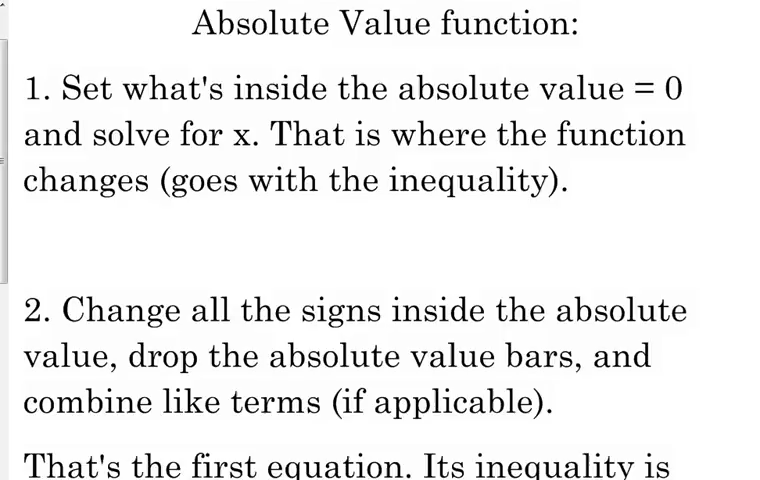 Absolute Value function:
1. Set what's inside the absolute value = 0
and solve for x. That is where the function
changes (goes with the inequality).
2. Change all the signs inside the absolute
value, drop the absolute value bars, and
combine like terms (if applicable).
That's the first equation. Its inequality is